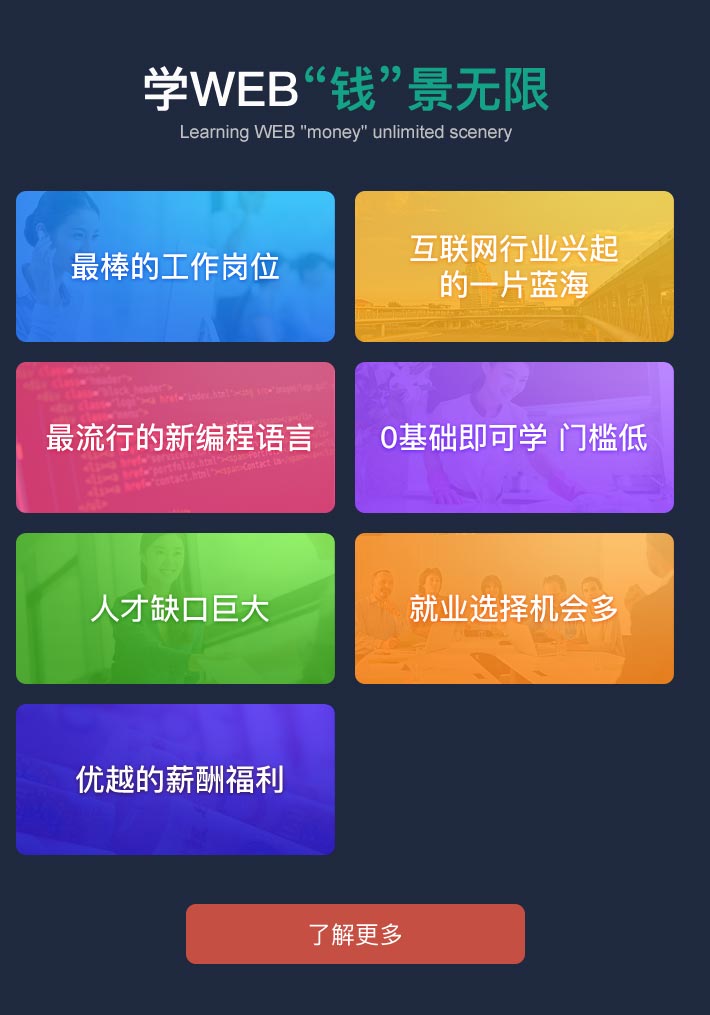 学WEB“钱”景无限
Learning WEB "money" unlimited scenery
最棒的工作岗位
互联网行业兴起
的一片蓝海
最流行的新编程语言
0基础即可学 门槛低
人才缺口巨大
就业选择机会多
优越的薪酬福利
了解更多